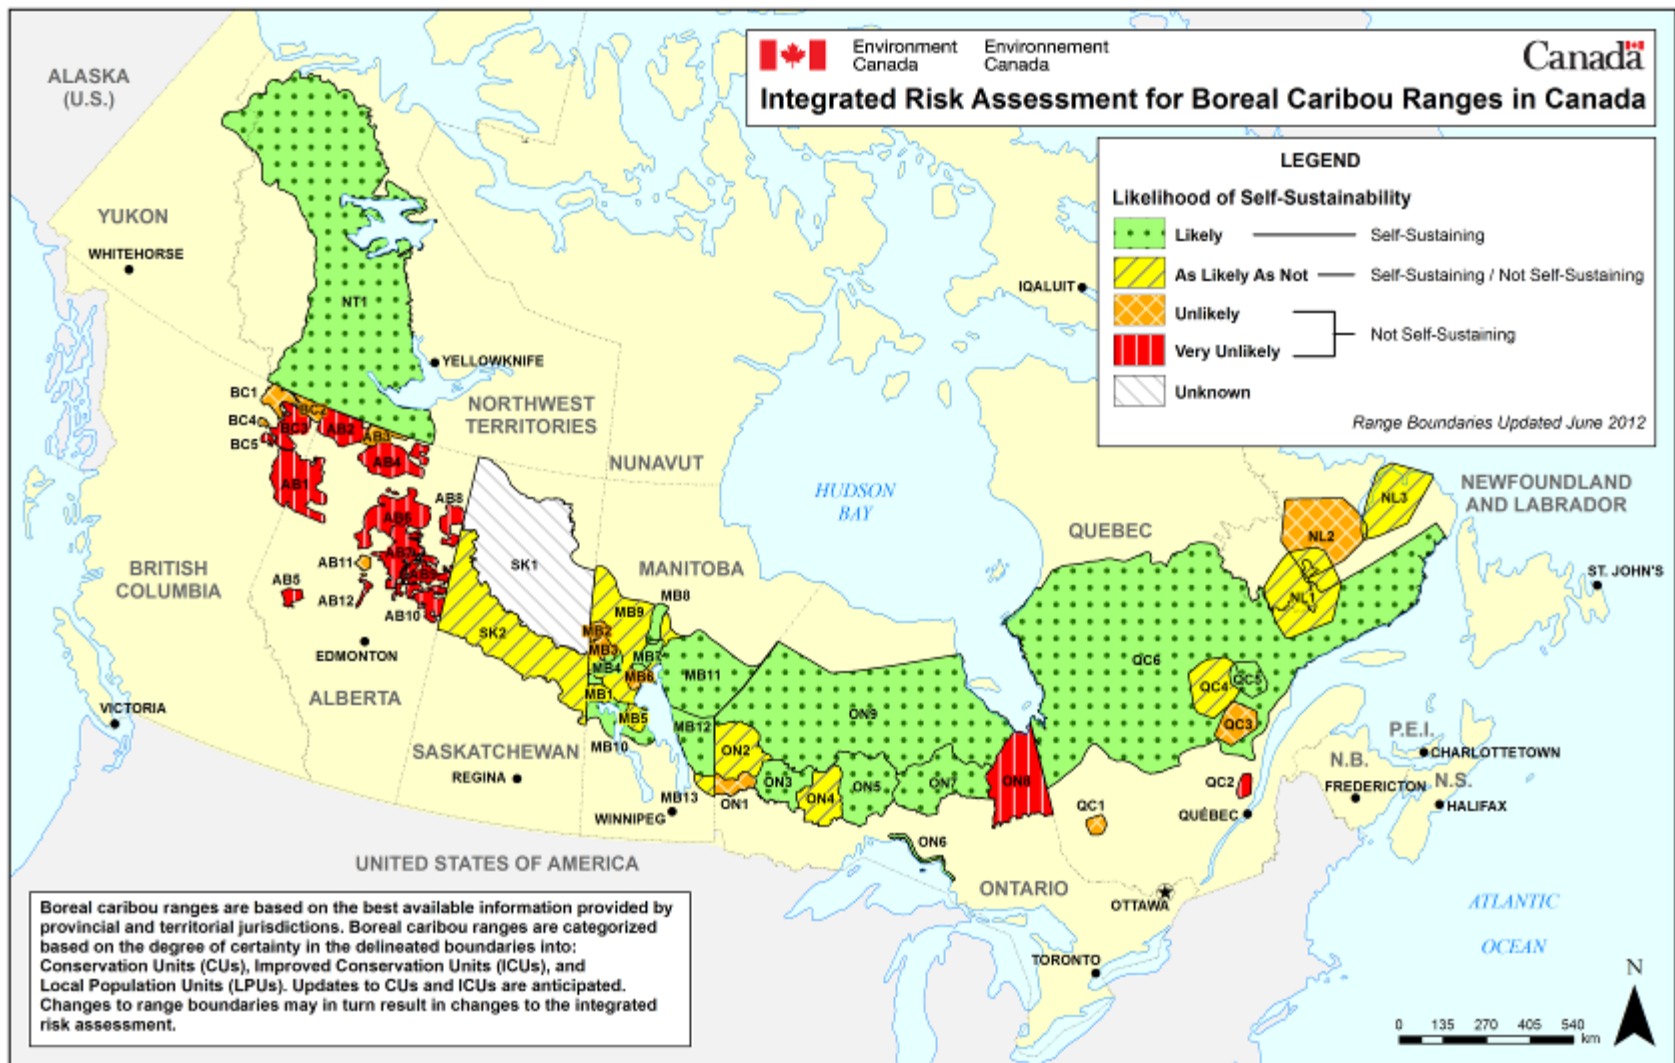 Environment Canada
Environnement Canada
Canada
Integrated Risk Assessment for Boreal Caribou Ranges in Canada
LEGEND
Likelihood of Self-Sustainability
Likely
Self-Sustaining
As Likely As Not
Self-Sustaining / Not Self-Sustaining
Unlikely
Very Unlikely
Not Self-Sustaining
Unknown
Range Boundaries Updated June 2012
ALASKA
(U.S.)
YUKON
WHITEHORSE
NT1
YELLOWKNIFE
IQALUIT
NORTHWEST
TERRITORIES
NUNAVUT
BC1
BC2
BC4
BC3
BC5
AB2
AB3
AB4
AB1
AB8
AB6
AB7
AB11
AB9
AB5
AB12
AB10
BRITISH
COLUMBIA
EDMONTON
ALBERTA
VICTORIA
SK1
SK2
SASKATCHEWAN
REGINA
MANITOBA
MB8
MB9
MB2
MB3
MB7
MB4
MB6
MB11
MB1
MB5
MB12
MB10
MB13
WINNIPEG
HUDSON
BAY
ON9
ON2
ON1
ON3
ON4
ON5
ON7
ON8
ON6
ONTARIO
OTTAWA
TORONTO
QUEBEC
QC6
QC4
QC5
QC3
QC2
QC1
QUÉBEC
NL3
NL2
NL1
NEWFOUNDLAND
AND LABRADOR
ST. JOHN'S
P.E.I.
CHARLOTTETOWN
N.B.
FREDERICTON
N.S.
HALIFAX
UNITED STATES OF AMERICA
ATLANTIC
OCEAN
Boreal caribou ranges are based on the best available information provided by
provincial and territorial jurisdictions. Boreal caribou ranges are categorized
based on the degree of certainty in the delineated boundaries into:
Conservation Units (CUs), Improved Conservation Units (ICUs), and
Local Population Units (LPUs). Updates to CUs and ICUs are anticipated.
Changes to range boundaries may in turn result in changes to the integrated
risk assessment.
N
0 135 270 405 540
km